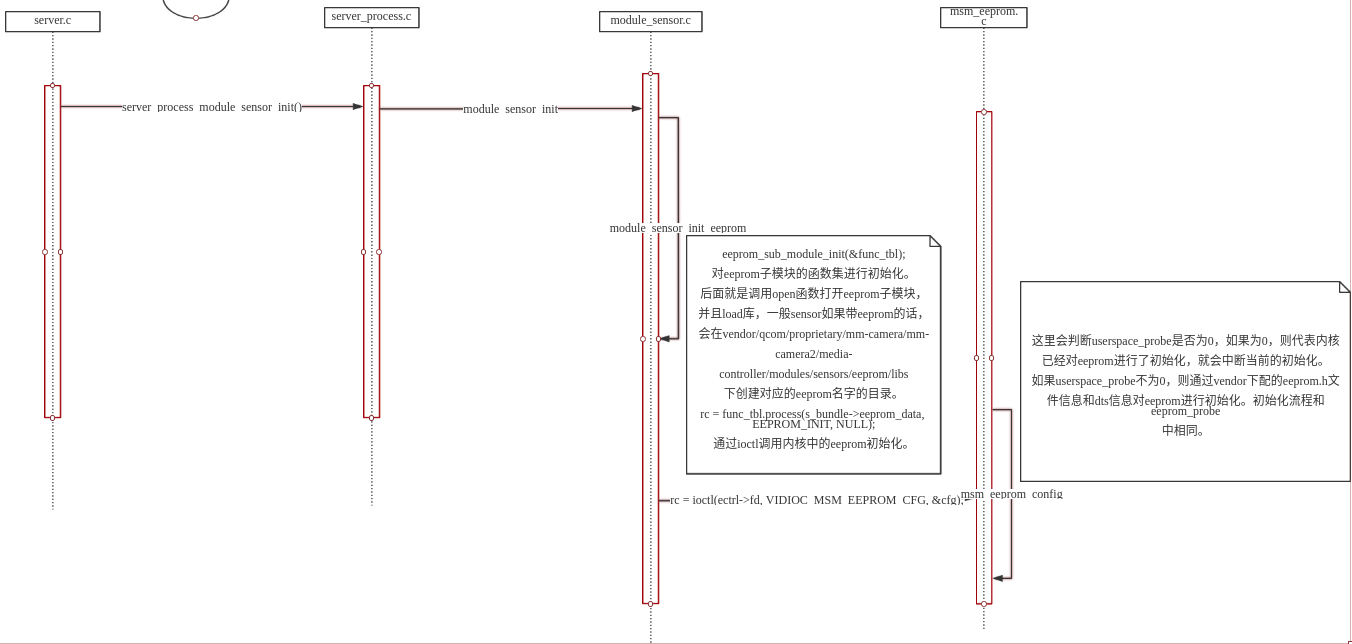 server.c
server_process.c
module_sensor.c
msm_eeprom.
c
server_process_module_sensor_init()
module_sensor_init
module_sensor_init_eeprom
eeprom_sub_module_init(&func_tbl);
对eeprom子模块的函数集进行初始化。
后面就是调用open函数打开eeprom子模块，
并且load库，一般sensor如果带eeprom的话，
会在vendor/qcom/proprietary/mm-camera/mm-
camera2/media-
controller/modules/sensors/eeprom/libs
下创建对应的eeprom名字的目录。
rc = func_tbl.process(s_bundle->eeprom_data,
EEPROM_INIT, NULL);
通过ioctl调用内核中的eeprom初始化。
这里会判断userspace_probe是否为0，如果为0，则代表内核
已经对eeprom进行了初始化，就会中断当前的初始化。
如果userspace_probe不为0，则通过vendor下配的eeprom.h文
件信息和dts信息对eeprom进行初始化。初始化流程和
eeprom_probe
中相同。
rc = ioctl(ectrl->fd, VIDIOC_MSM_EEPROM_CFG, &cfg);
msm_eeprom_config